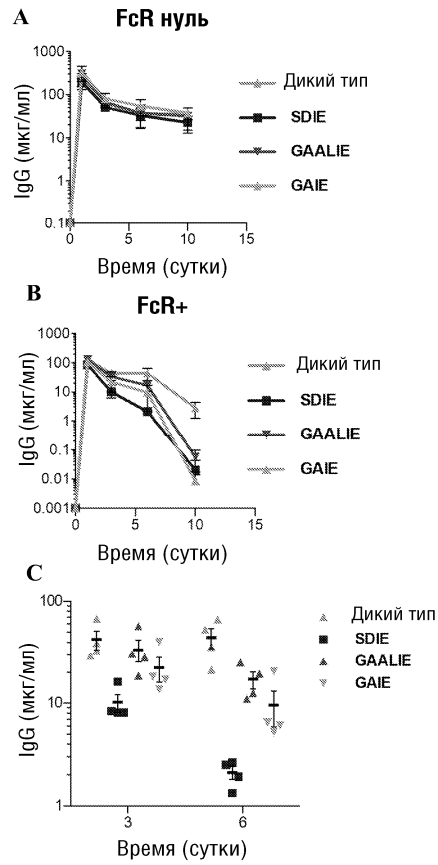 A
FcR нуль
IgG (мкг/мл)
1000
100
10
1
0.1
0
5
10
15
Время (сутки)
Дикий тип
SDIE
GAALIE
GAIE
B
FcR+
IgG (мкг/мл)
1000
100
10
1
0.1
0.01
0.001
0
5
10
15
Время (сутки)
Дикий тип
SDIE
GAALIE
GAIE
C
IgG (мкг/мл)
100
10
1
3
6
Время (сутки)
Дикий тип
SDIE
GAALIE
GAIE